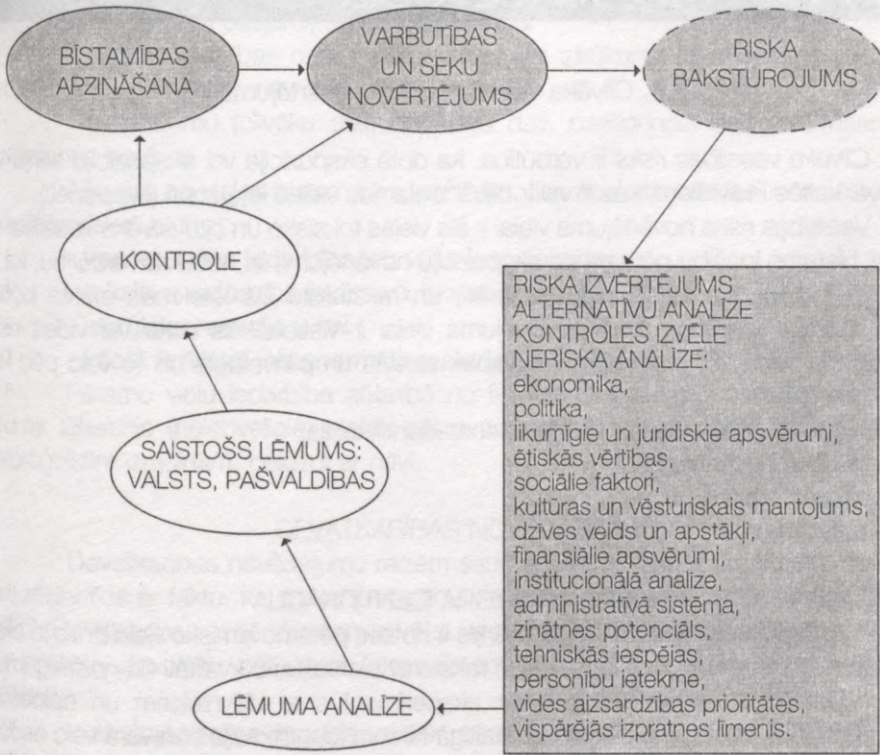 BĪSTAMĪBAS
APZINĀŠANA
VARBŪTĪBAS
UN SEKU
NOVĒRTĒJUMS
RISKA
RAKSTUROJUMS
KONTROLE
RISKA IZVĒRTĒJUMS
ALTERNATĪVU ANALĪZE
KONTROLES IZVĒLE
NERISKA ANALĪZE:
ekonomika,
politika,
likumīgie un juridiskie apsvērumi,
ētiskās vērtības,
sociālie faktori,
kultūras un vēsturiskais mantojums,
dzīves veids un apstākļi,
finansiālie apsvērumi,
institucionālā analīze,
administratīvā sistēma,
zinātnes potenciāls,
tehniskās iespējas,
personību ietekme,
vides aizsardzības prioritātes,
vispārējās izpratnes līmenis.
SAISTOŠS LĒMUMS:
VALSTS, PAŠVALDĪBAS
LĒMUMA ANALĪZE